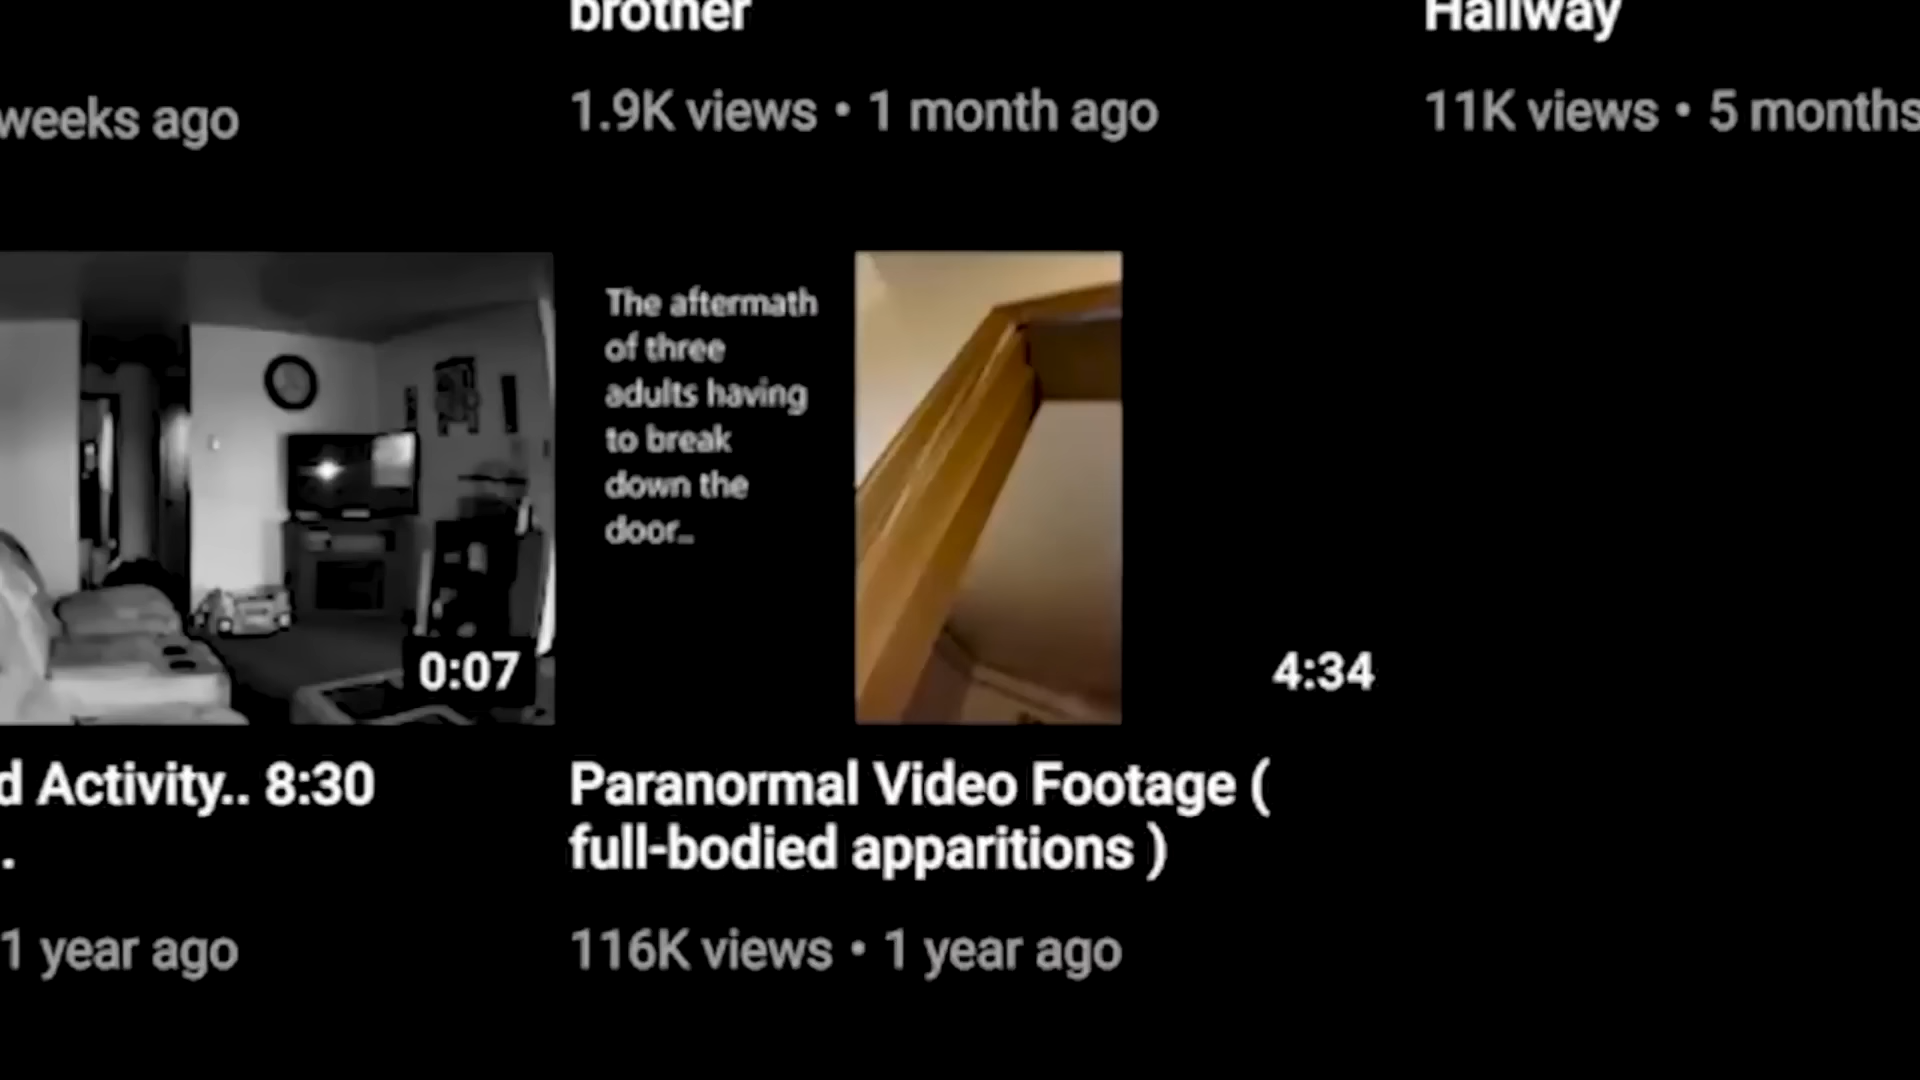 brother
Hallway
weeks ago
1.9K views • 1 month ago
11K views • 5 months
The aftermath
of three
adults having
to break
down the
door..
0:07
4:34
d Activity.. 8:30
.
Paranormal Video Footage (
full-bodied apparitions )
1 year ago
116K views • 1 year ago